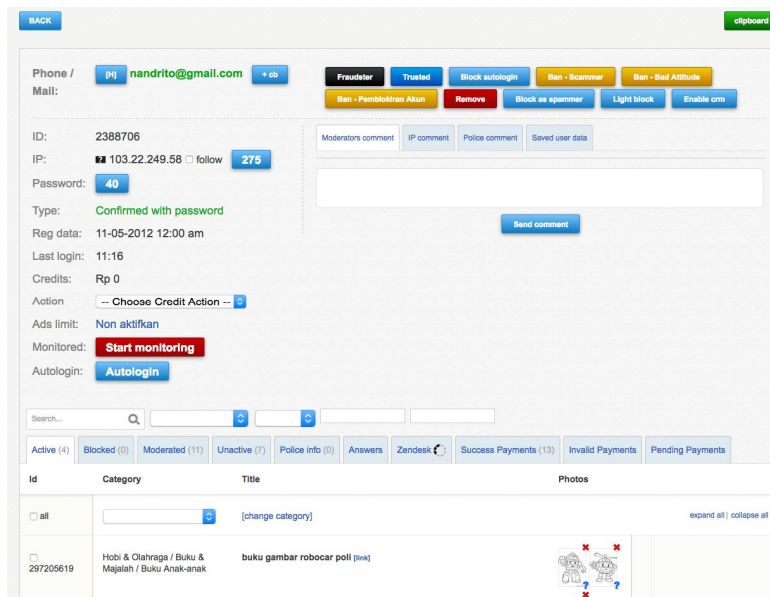 BACK
clipboard
Phone / Mail:
[H] nandrito@gmail.com + cb
Fraudster Trusted Block autologin Ban - Scammer Ban - Bad Attitude
Ban - Pemblokiran Akun Remove Block as spammer Light block Enable crm
ID: 2388706
IP: 103.22.249.58 follow 275
Password: 40
Type: Confirmed with password
Reg data: 11-05-2012 12:00 am
Last login: 11:16
Credits: Rp 0
Action -- Choose Credit Action --
Ads limit: Non aktifkan
Monitored: Start monitoring
Autologin: Autologin
Moderators comment IP comment Police comment Saved user data
Send comment
Search...
Active (4) Blocked (0) Moderated (11) Unactive (7) Police info (0) Answers Zendesk Success Payments (13) Invalid Payments Pending Payments
Id Category Title Photos
all [change category] expand all | collapse all
297205619 Hobi & Olahraga / Buku & Majalah / Buku Anak-anak buku gambar robocar poli [link]
? ?